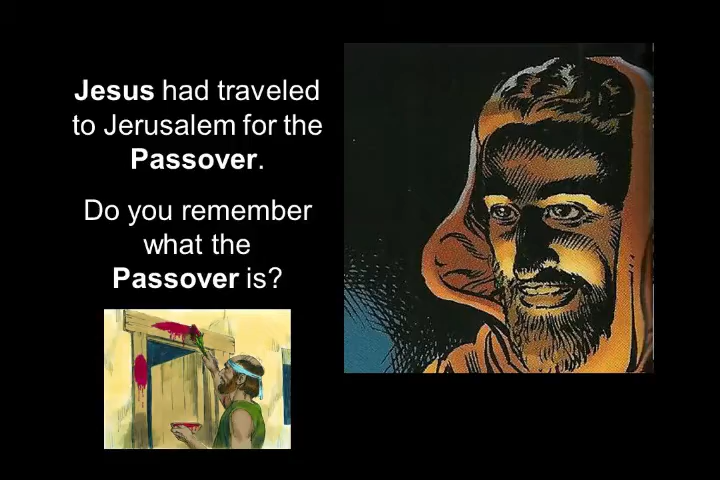 Jesus had traveled
to Jerusalem for the
Passover.
Do you remember
what the
Passover is?